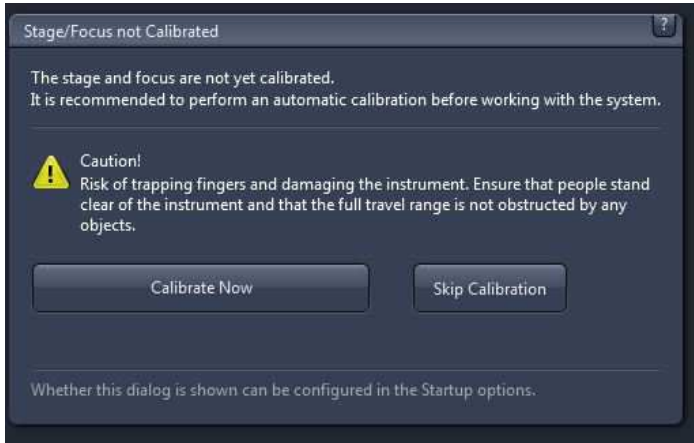 Stage/Focus not Calibrated
?
The stage and focus are not yet calibrated.
It is recommended to perform an automatic calibration before working with the system.
Caution!
Risk of trapping fingers and damaging the instrument. Ensure that people stand
clear of the instrument and that the full travel range is not obstructed by any
objects.
Calibrate Now
Skip Calibration
Whether this dialog is shown can be configured in the Startup options.